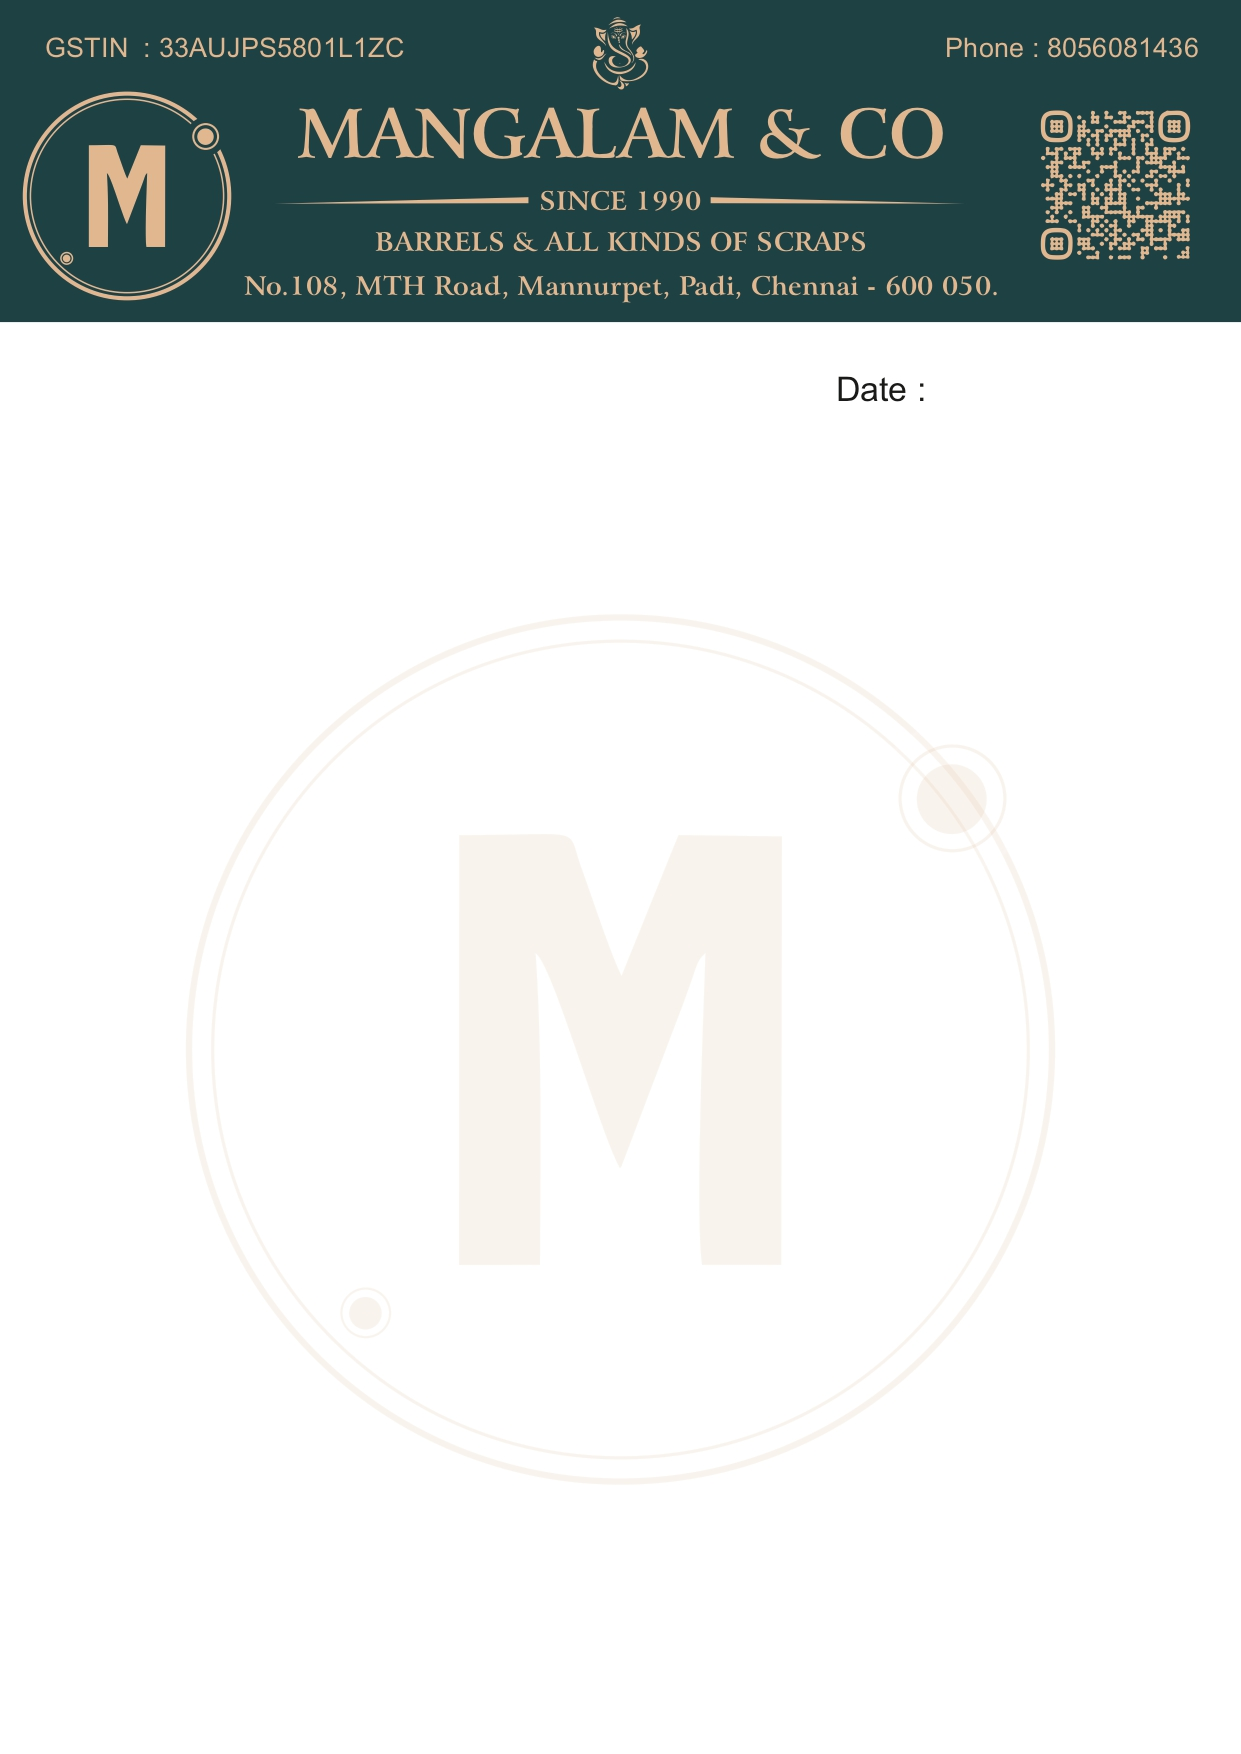 GSTIN : 33AUJPS5801L1ZC
Phone : 8056081436
M
MANGALAM & CO
SINCE 1990
BARRELS & ALL KINDS OF SCRAPS
No.108, MTH Road, Mannurpet, Padi, Chennai - 600 050.
Date :
M